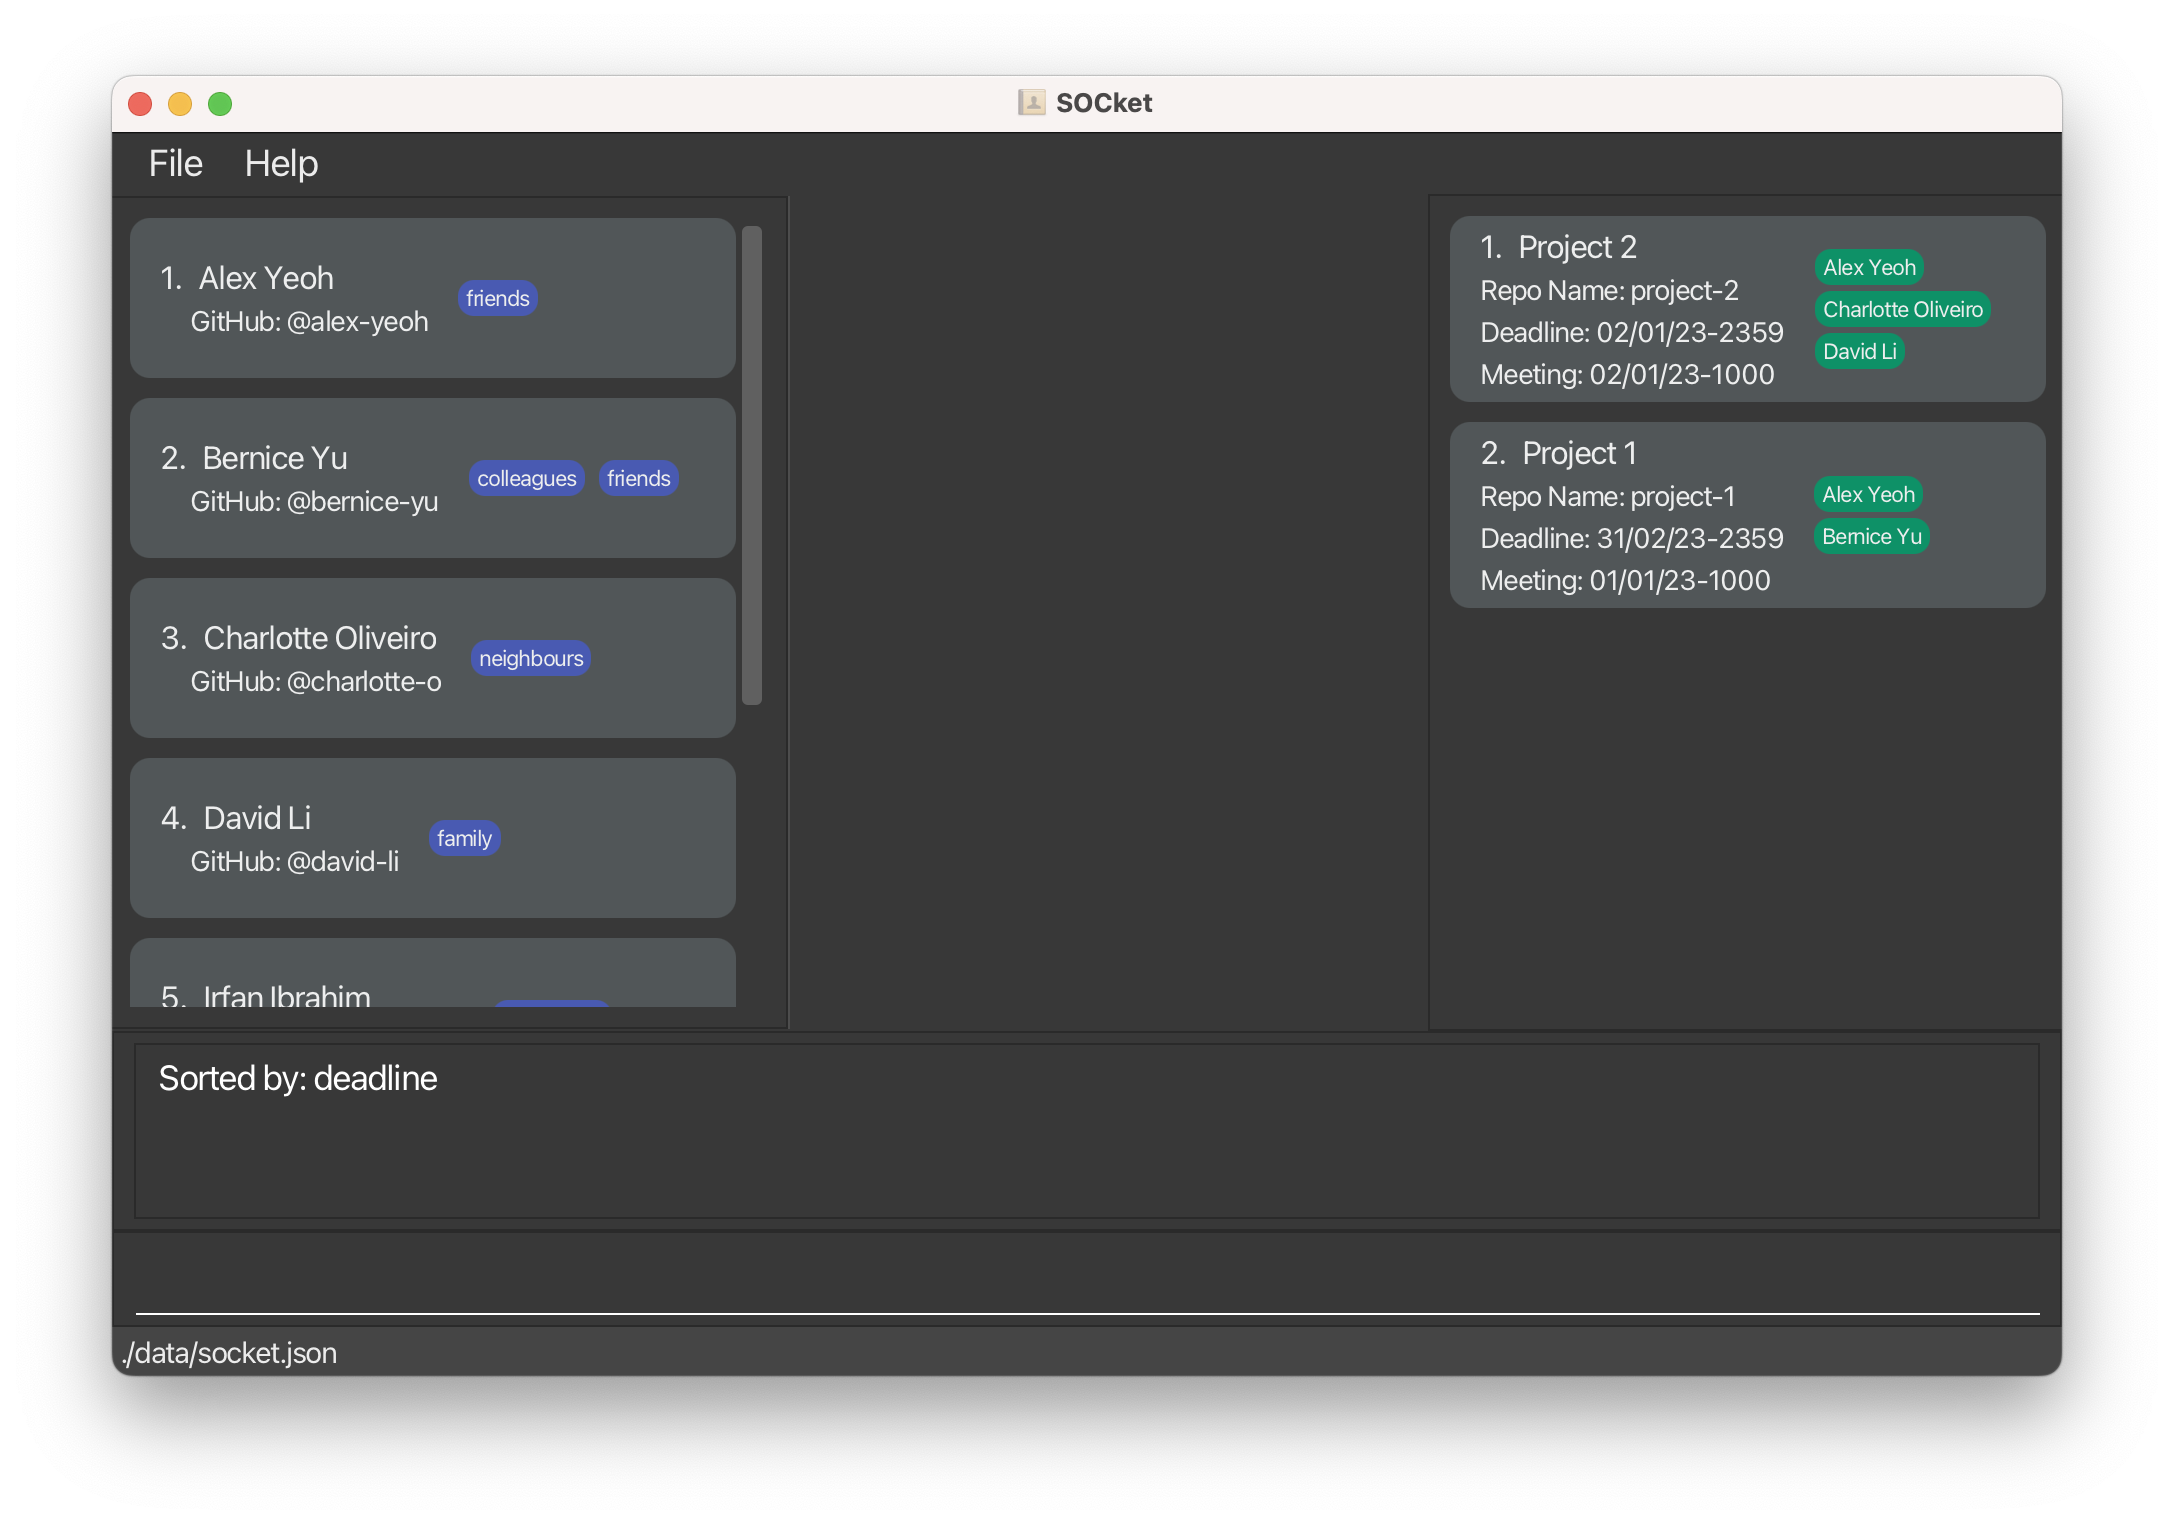 SOCket
File Help
1. Alex Yeoh
GitHub: @alex-yeoh
friends
2. Bernice Yu
GitHub: @bernice-yu
colleagues friends
3. Charlotte Oliveiro
GitHub: @charlotte-o
neighbours
4. David Li
GitHub: @david-li
family
5. Irfan Ibrahim
1. Project 2
Repo Name: project-2
Deadline: 02/01/23-2359
Meeting: 02/01/23-1000
Alex Yeoh
Charlotte Oliveiro
David Li
2. Project 1
Repo Name: project-1
Deadline: 31/02/23-2359
Meeting: 01/01/23-1000
Alex Yeoh
Bernice Yu
Sorted by: deadline
./data/socket.json